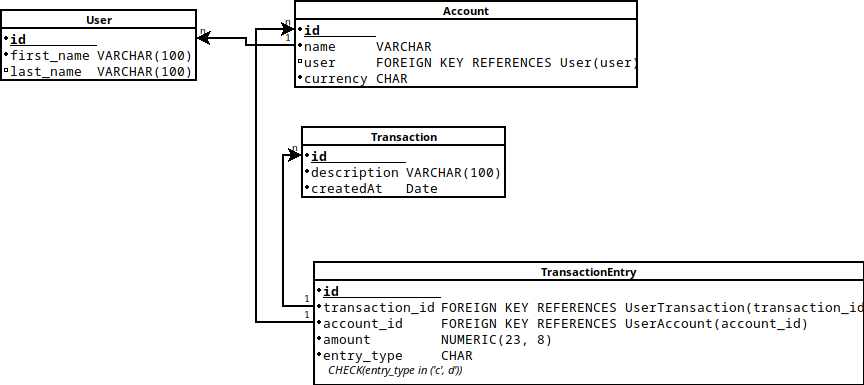 User
id
first_name VARCHAR(100)
last_name VARCHAR(100)
n
n
1
Account
id
name VARCHAR
user FOREIGN KEY REFERENCES User(user)
currency CHAR
n
Transaction
id
description VARCHAR(100)
createdAt Date
1
1
TransactionEntry
id
transaction_id FOREIGN KEY REFERENCES UserTransaction(transaction_id
account_id FOREIGN KEY REFERENCES UserAccount(account_id)
amount NUMERIC(23, 8)
entry_type CHAR
CHECK(entry_type in ('c', d'))